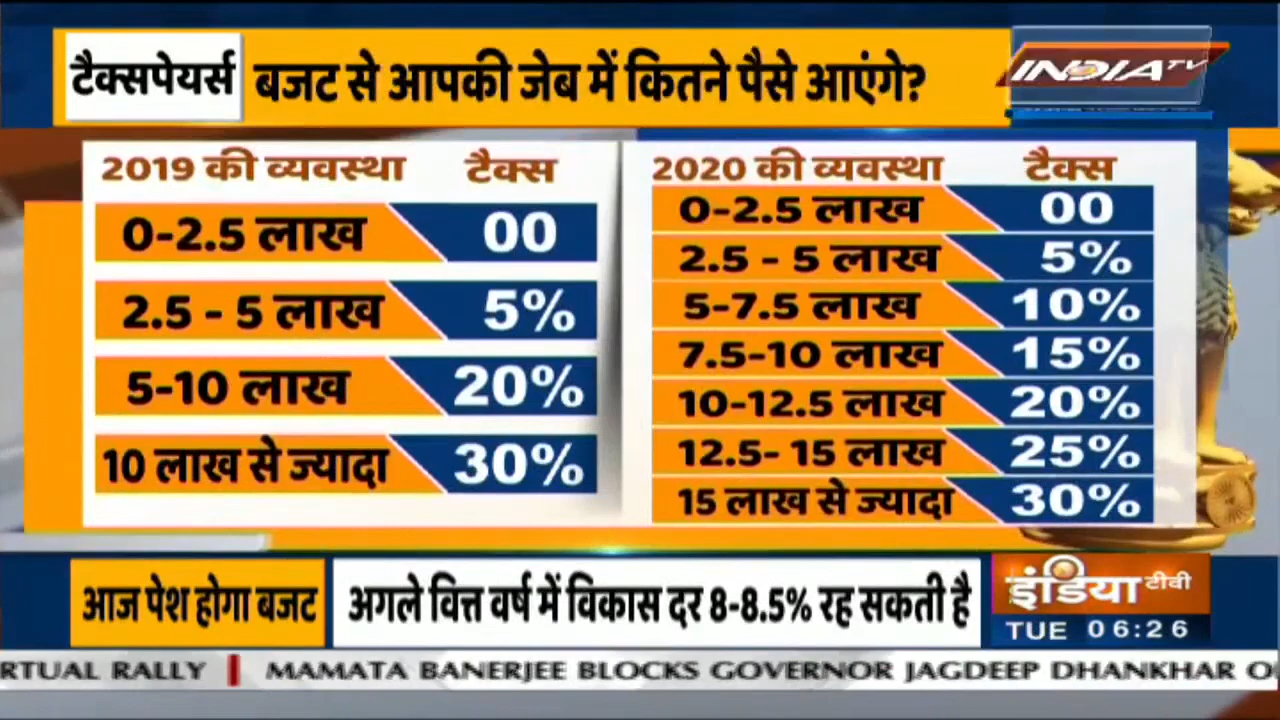 टैक्सपेयर्स
बजट से आपकी जेब में कितने पैसे आएंगे?
INDIA TV
2019 की व्यवस्था टैक्स
0-2.5 लाख 00
2.5 - 5 लाख 5%
5-10 लाख 20%
10 लाख से ज्यादा 30%
2020 की व्यवस्था टैक्स
0-2.5 लाख 00
2.5 - 5 लाख 5%
5-7.5 लाख 10%
7.5-10 लाख 15%
10-12.5 लाख 20%
12.5- 15 लाख 25%
15 लाख से ज्यादा 30%
आज पेश होगा बजट
अगले वित्त वर्ष में विकास दर 8-8.5% रह सकती है
इंडिया टीवी
TUE 06:26
RTUAL RALLY | MAMATA BANERJEE BLOCKS GOVERNOR JAGDEEP DHANKHAR O